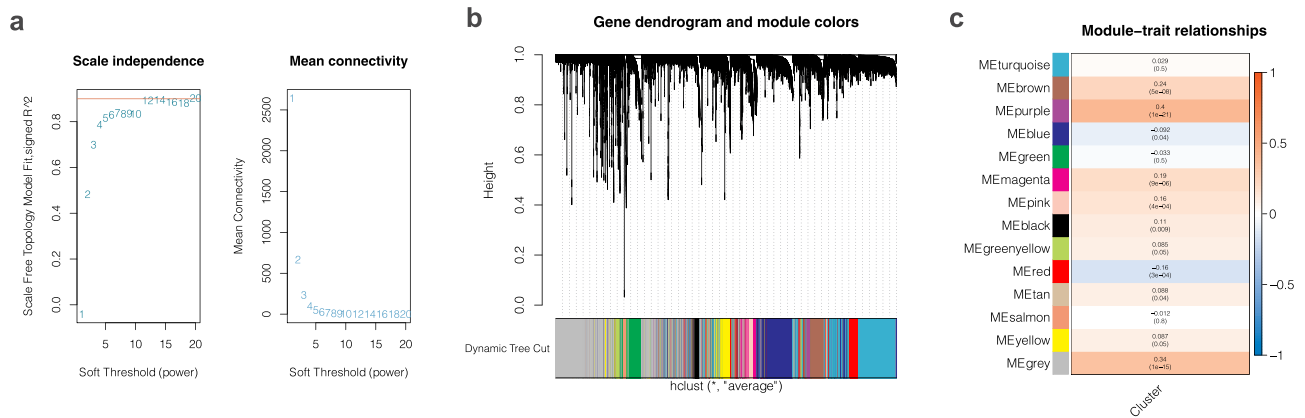 a
Scale independence
Scale Free Topology Model Fit,signed R^2
0.0 0.2 0.4 0.6 0.8
1 2 3 4 5 6 7 8 9 10 12 14 16 18 20
5 10 15 20
Soft Threshold (power)
Mean connectivity
Mean Connectivity
0 500 1000 1500 2000 2500
1 2 3 4 5 6 7 8 9 10 12 14 16 18 20
5 10 15 20
Soft Threshold (power)
b
Gene dendrogram and module colors
Height
0.0 0.2 0.4 0.6 0.8 1.0
Dynamic Tree Cut
hclust (*, "average")
c
Module−trait relationships
MEturquoise 0.029
(0.5)
MEbrown 0.24
(5e−08)
MEpurple 0.4
(1e−21)
MEblue −0.092
(0.04)
MEgreen −0.033
(0.5)
MEmagenta 0.19
(9e−06)
MEpink 0.16
(4e−04)
MEblack 0.11
(0.009)
MEgreenyellow 0.085
(0.05)
MEred −0.16
(3e−04)
MEtan 0.088
(0.04)
MEsalmon −0.012
(0.8)
MEyellow 0.087
(0.05)
MEgrey 0.34
(1e−15)
Cluster
1
0.5
0
−0.5
−1